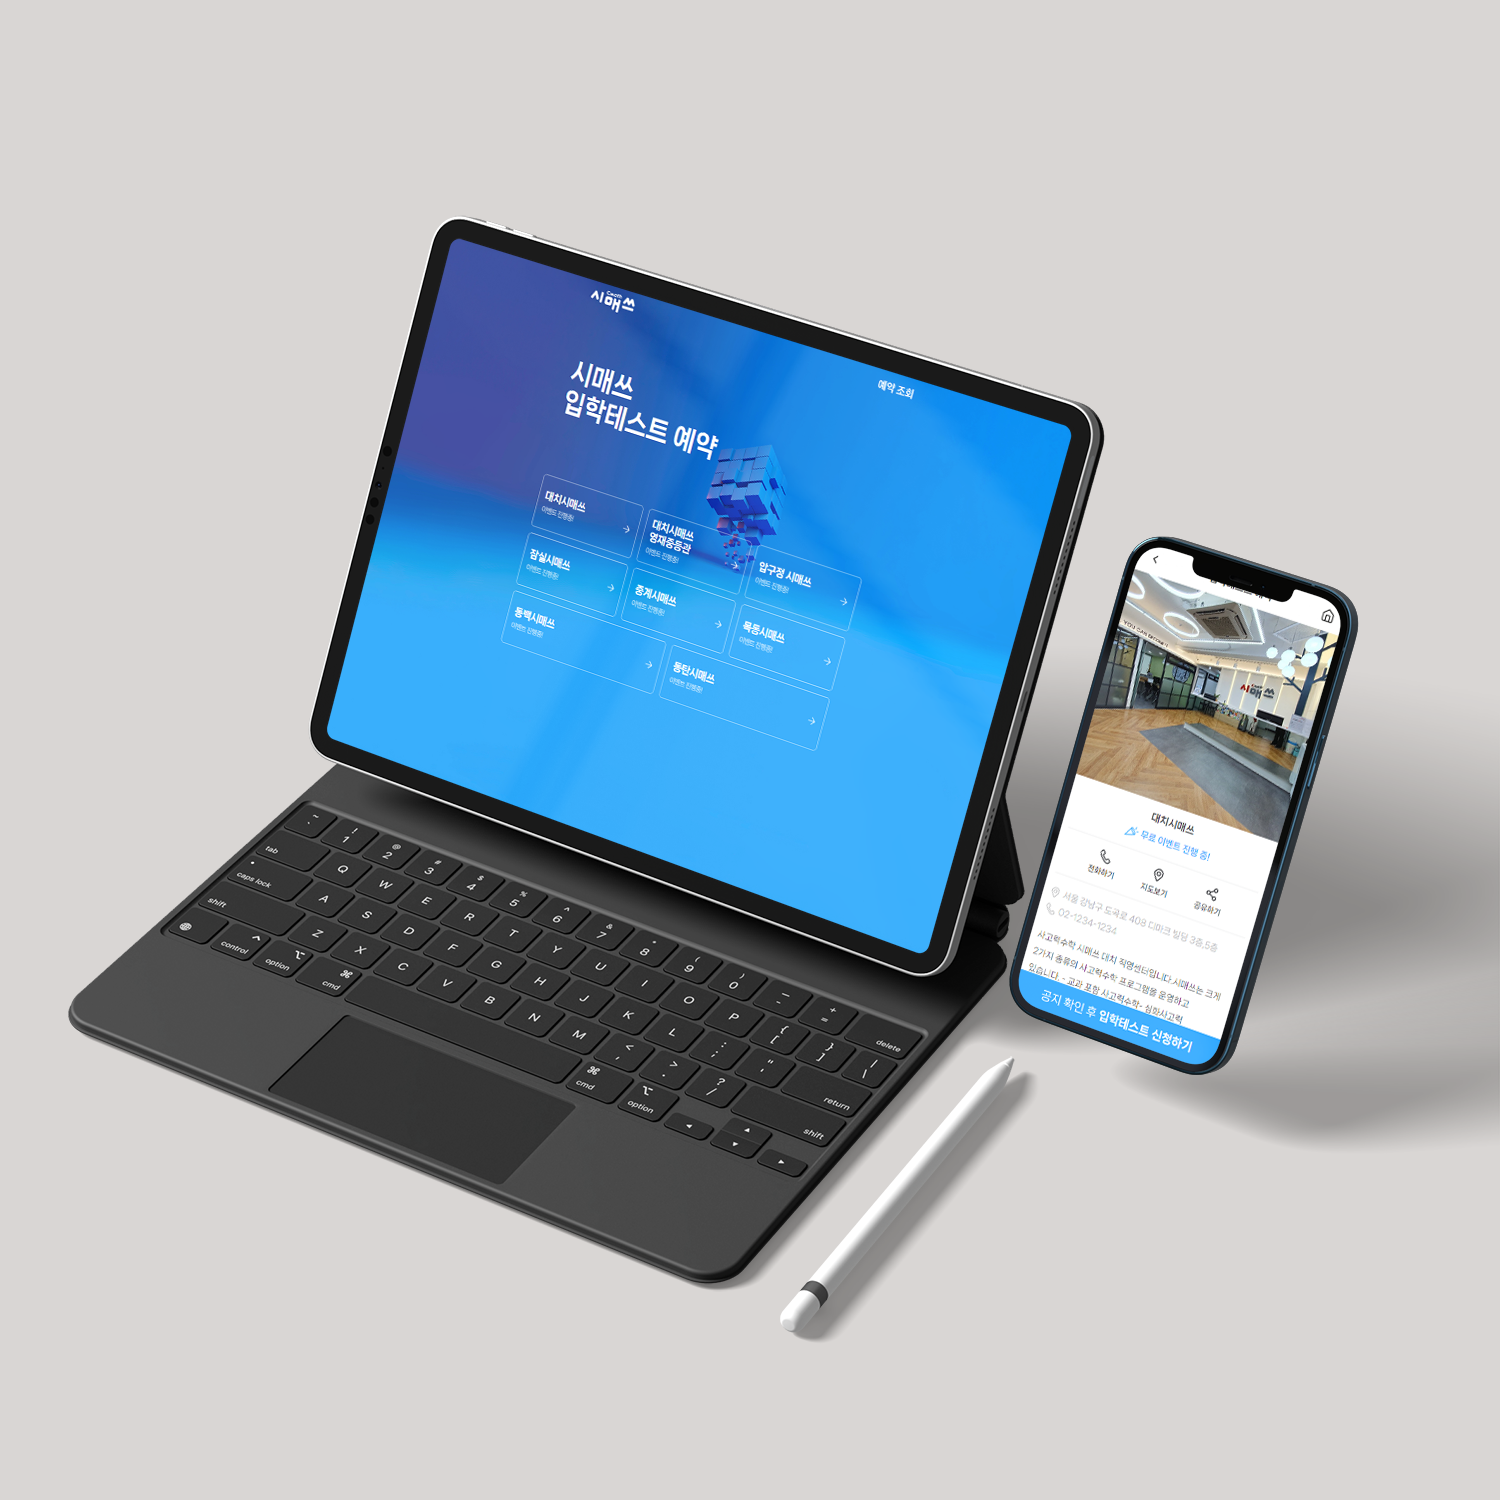 시매쓰
예약 조회
시매쓰
입학테스트 예약
대치시매쓰
이벤트 진행중!
대치시매쓰
영재중등관
이벤트 진행중!
압구정 시매쓰
이벤트 진행중!
잠실시매쓰
이벤트 진행중!
중계시매쓰
이벤트 진행중!
목동시매쓰
이벤트 진행중!
동백시매쓰
이벤트 진행중!
동탄시매쓰
이벤트 진행중!
YOU CAN
시매쓰
대치시매쓰
무료 이벤트 진행 중!
전화하기
지도보기
공유하기
서울 강남구 도곡로 408 디마크 빌딩 3층,5층
02-1234-1234
사고력수학 시매쓰 대치 직영센터입니다.시매쓰는 크게
2가지 종류의 사고력수학 프로그램을 운영하고
있습니다. - 교과 포함 사고력수학- 심화사고력
공지 확인 후 입학테스트 신청하기
~ ! @ # $ % ^ & * ( ) _ +
` 1 2 3 4 5 6 7 8 9 0 - = delete
tab Q W E R T Y U I O P { [ } ] | \
caps lock A S D F G H J K L : ; " ' return
shift Z X C V B N M < , > . ? / shift
control option cmd cmd option